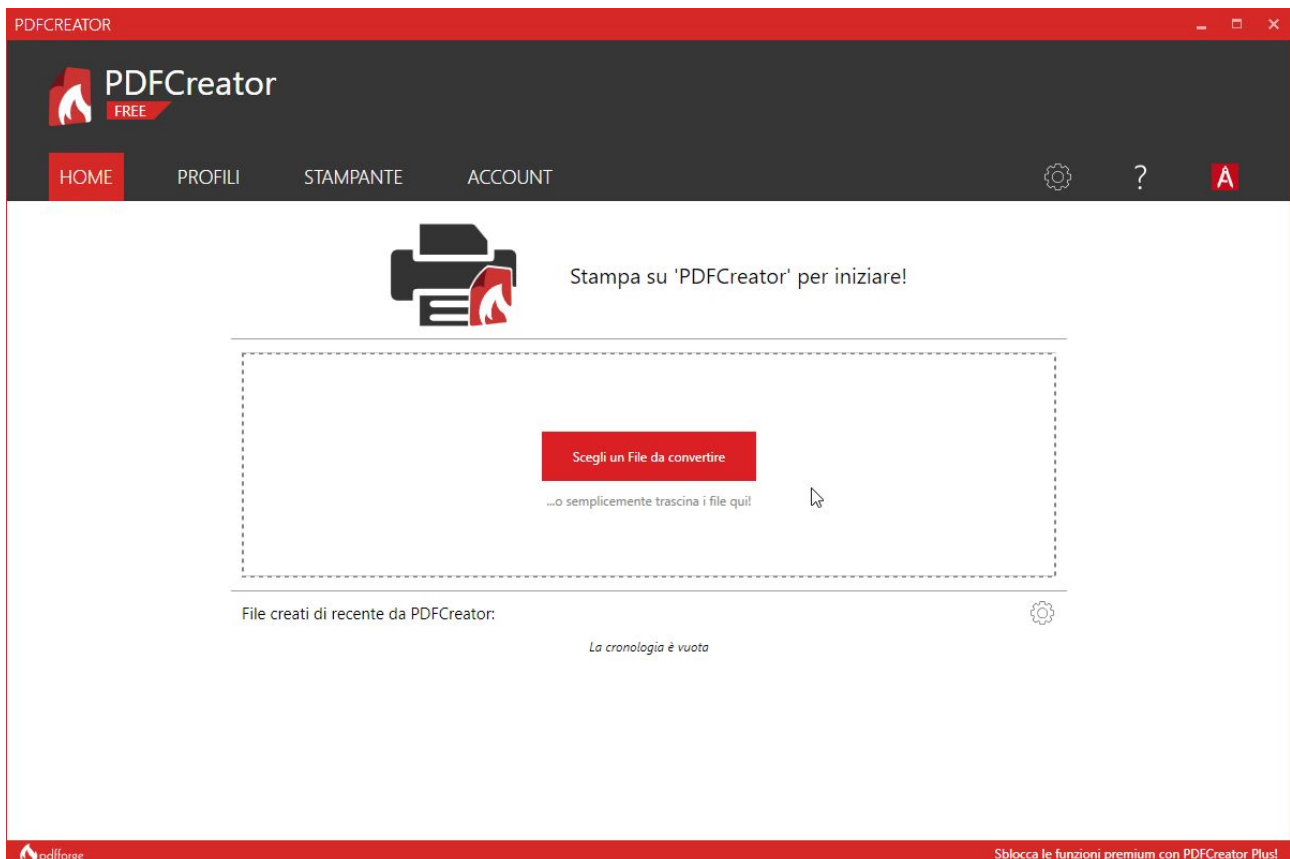 PDFCREATOR
PDFCreator
FREE
HOME PROFILI STAMPANTE ACCOUNT ?
Stampa su 'PDFCreator' per iniziare!
Scegli un File da convertire
...o semplicemente trascina i file qui!
File creati di recente da PDFCreator:
La cronologia è vuota
pdfforge Sblocca le funzioni premium con PDFCreator Plus!